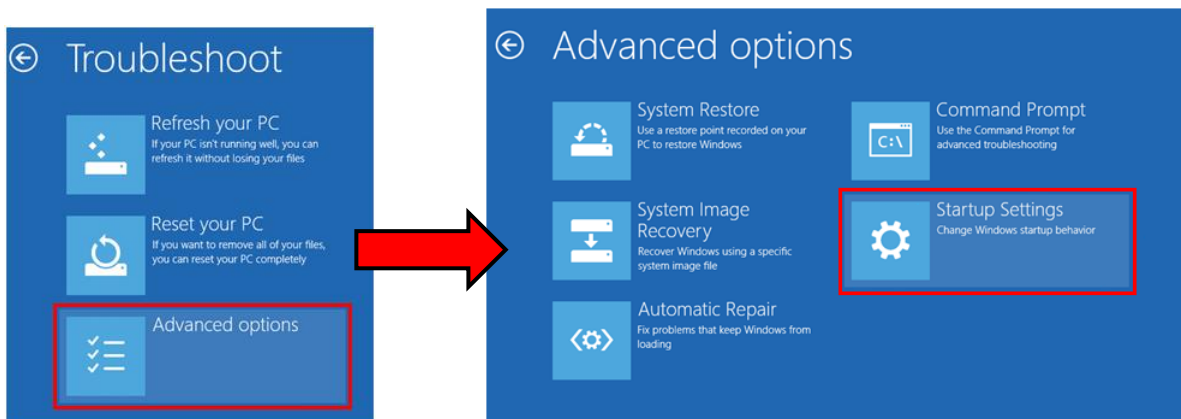 Troubleshoot
Refresh your PC
If your PC isn't running well, you can
refresh it without losing your files
Reset your PC
If you want to remove all of your files,
you can reset your PC completely
Advanced options
Advanced options
System Restore
Use a restore point recorded on your
PC to restore Windows
System Image
Recovery
Recover Windows using a specific
system image file
Automatic Repair
Fix problems that keep Windows from
loading
C:\
Command Prompt
Use the Command Prompt for
advanced troubleshooting
Startup Settings
Change Windows startup behavior